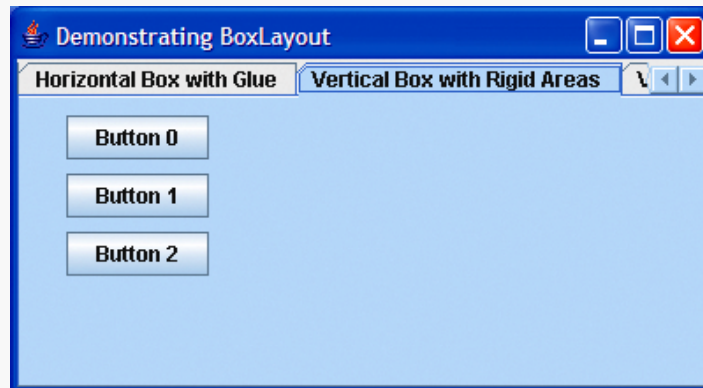 Demonstrating BoxLayout
Horizontal Box with Glue Vertical Box with Rigid Areas
Button 0
Button 1
Button 2